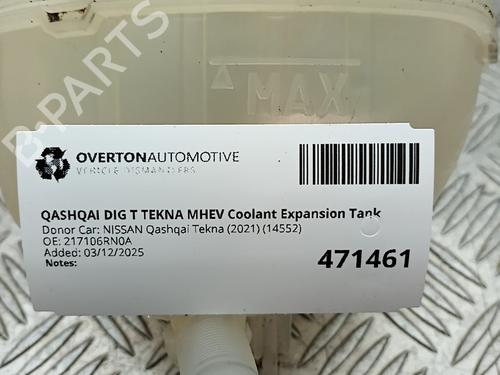 MAX
B-PARTS
OVERTONAUTOMOTIVE
VEHICLE DISMANTLERS
QASHQAI DIG T TEKNA MHEV Coolant Expansion Tank
Donor Car: NISSAN Qashqai Tekna (2021) (14552)
OE: 217106RN0A
Added: 03/12/2025
Notes:
471461